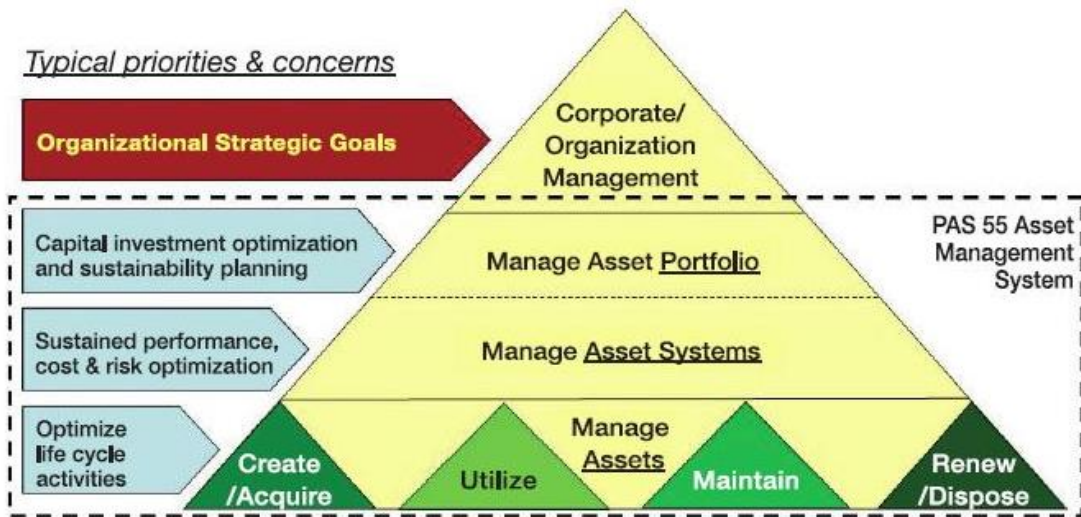 Typical priorities & concerns
Organizational Strategic Goals
Corporate/
Organization
Management
Capital investment optimization
and sustainability planning
Manage Asset Portfolio
PAS 55 Asset
Management
System
Sustained performance,
cost & risk optimization
Manage Asset Systems
Optimize
life cycle
activities
Manage
Assets
Create
/Acquire
Utilize
Maintain
Renew
/Dispose